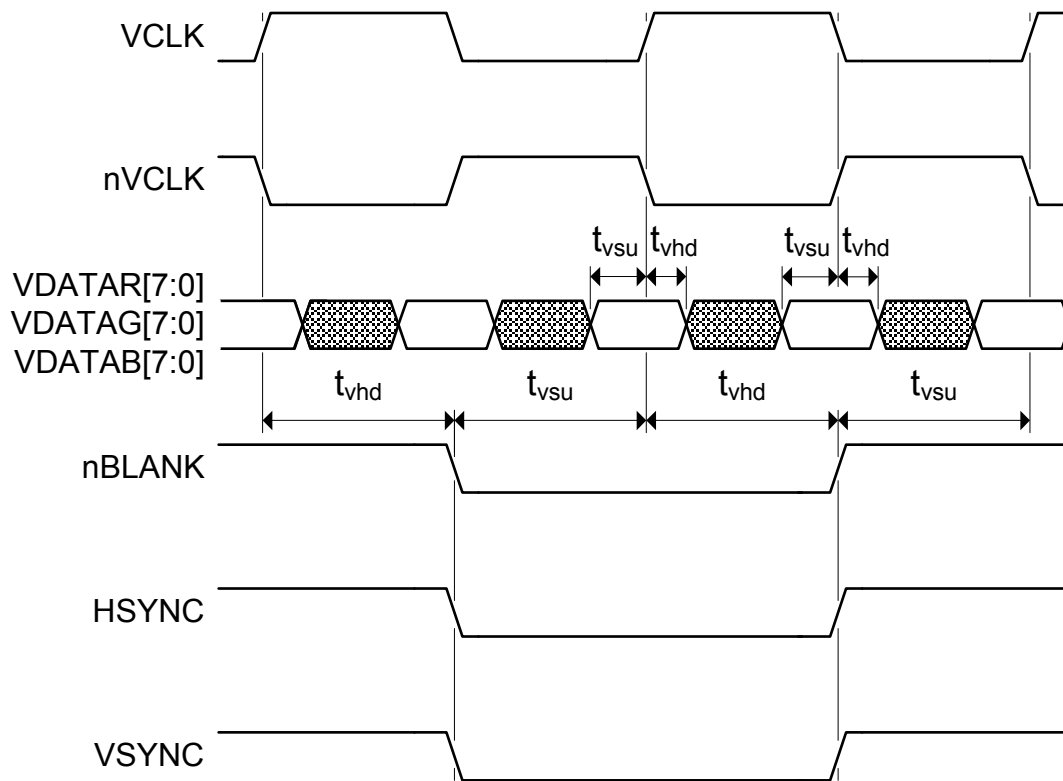 VCLK
nVCLK
tvsu tvhd tvsu tvhd
VDATAR[7:0]
VDATAG[7:0]
VDATAB[7:0]
tvhd tvsu tvhd tvsu
nBLANK
HSYNC
VSYNC